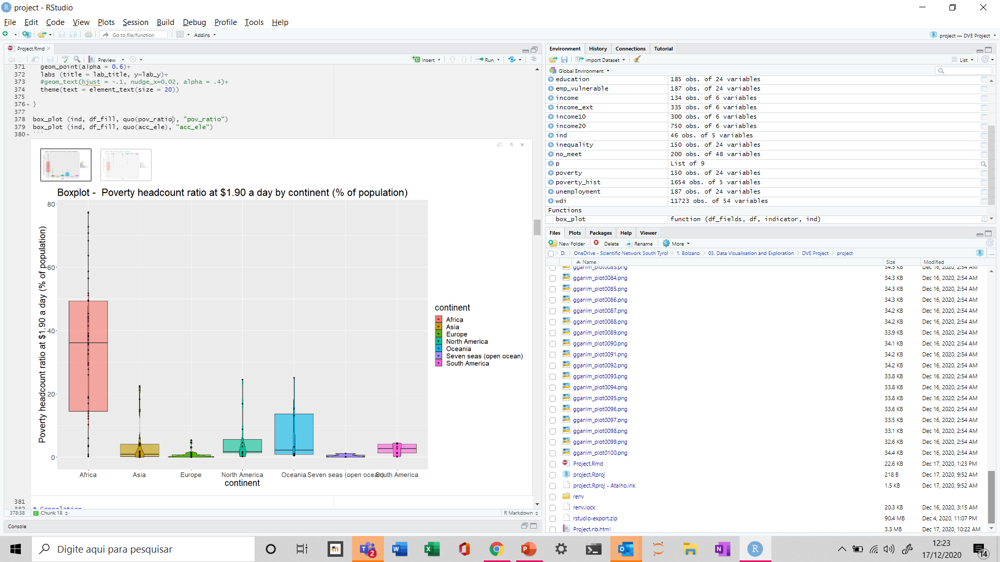 project - RStudio
File Edit Code View Plots Session Build Debug Profile Tools Help
Go to file/function Addins project — DVE Project
Project.Rmd
ABC Preview Insert Run
371 geom_point(alpha = 0.6)+
372 labs (title = lab_title, y=lab_y)+
373 #geom_text(hjust = -.1, nudge_x=0.02, alpha = .4)+
374 theme(text = element_text(size = 20))
375
376 }
377
378 box_plot (ind, df_fill, quo(pov_ratio), "pov_ratio")
379 box_plot (ind, df_fill, quo(acc_ele), "acc_ele")
380 ```
Boxplot -  Poverty headcount ratio at $1.90 a day by continent (% of population)
Poverty headcount ratio at $1.90 a day (% of population)
80
60
40
20
0
Africa Asia Europe North America Oceania Seven seas (open ocean) South America
continent
continent
Africa
Asia
Europe
North America
Oceania
Seven seas (open ocean)
South America
381
382 # Correlation
378:38 Chunk 18 R Markdown
Console
Environment History Connections Tutorial
Import Dataset List
Global Environment
education 185 obs. of 24 variables
emp_vulnerable 187 obs. of 24 variables
income 134 obs. of 6 variables
income_ext 335 obs. of 6 variables
income10 300 obs. of 6 variables
income20 750 obs. of 6 variables
ind 46 obs. of 5 variables
inequality 150 obs. of 24 variables
no_meet 200 obs. of 48 variables
p List of 9
poverty 150 obs. of 24 variables
poverty_hist 1654 obs. of 5 variables
unemployment 187 obs. of 24 variables
wdi 11723 obs. of 54 variables
Functions
box_plot function (df_fields, df, indicator, ind)
Files Plots Packages Help Viewer
New Folder Delete Rename More
D: OneDrive - Scientific Network South Tyrol 1. Bolzano 03. Data Visualisation and Exploration DVE Project project ...
Name Size Modified
gganim_plot0083.png 34.5 KB Dec 16, 2020, 2:54 AM
gganim_plot0084.png 34.3 KB Dec 16, 2020, 2:54 AM
gganim_plot0085.png 34.3 KB Dec 16, 2020, 2:54 AM
gganim_plot0086.png 34.3 KB Dec 16, 2020, 2:54 AM
gganim_plot0087.png 34.2 KB Dec 16, 2020, 2:54 AM
gganim_plot0088.png 34.2 KB Dec 16, 2020, 2:54 AM
gganim_plot0089.png 33.9 KB Dec 16, 2020, 2:54 AM
gganim_plot0090.png 34.1 KB Dec 16, 2020, 2:54 AM
gganim_plot0091.png 34.2 KB Dec 16, 2020, 2:54 AM
gganim_plot0092.png 34.2 KB Dec 16, 2020, 2:54 AM
gganim_plot0093.png 33.8 KB Dec 16, 2020, 2:54 AM
gganim_plot0094.png 33.8 KB Dec 16, 2020, 2:54 AM
gganim_plot0095.png 33.8 KB Dec 16, 2020, 2:54 AM
gganim_plot0096.png 33.6 KB Dec 16, 2020, 2:54 AM
gganim_plot0097.png 33.5 KB Dec 16, 2020, 2:54 AM
gganim_plot0098.png 33.1 KB Dec 16, 2020, 2:54 AM
gganim_plot0099.png 32.6 KB Dec 16, 2020, 2:54 AM
gganim_plot0100.png 34.4 KB Dec 16, 2020, 2:54 AM
Project.Rmd 22.6 KB Dec 17, 2020, 1:23 PM
project.Rproj 218 B Dec 17, 2020, 9:52 AM
project.Rproj - Atalho.lnk 1.5 KB Dec 17, 2020, 9:52 AM
renv
renv.lock 20.3 KB Dec 16, 2020, 3:15 AM
rstudio-export.zip 90.4 MB Dec 4, 2020, 11:07 PM
Project.nb.html 3.3 MB Dec 17, 2020, 10:22 AM
Digite aqui para pesquisar
2
12:23
17/12/2020
14